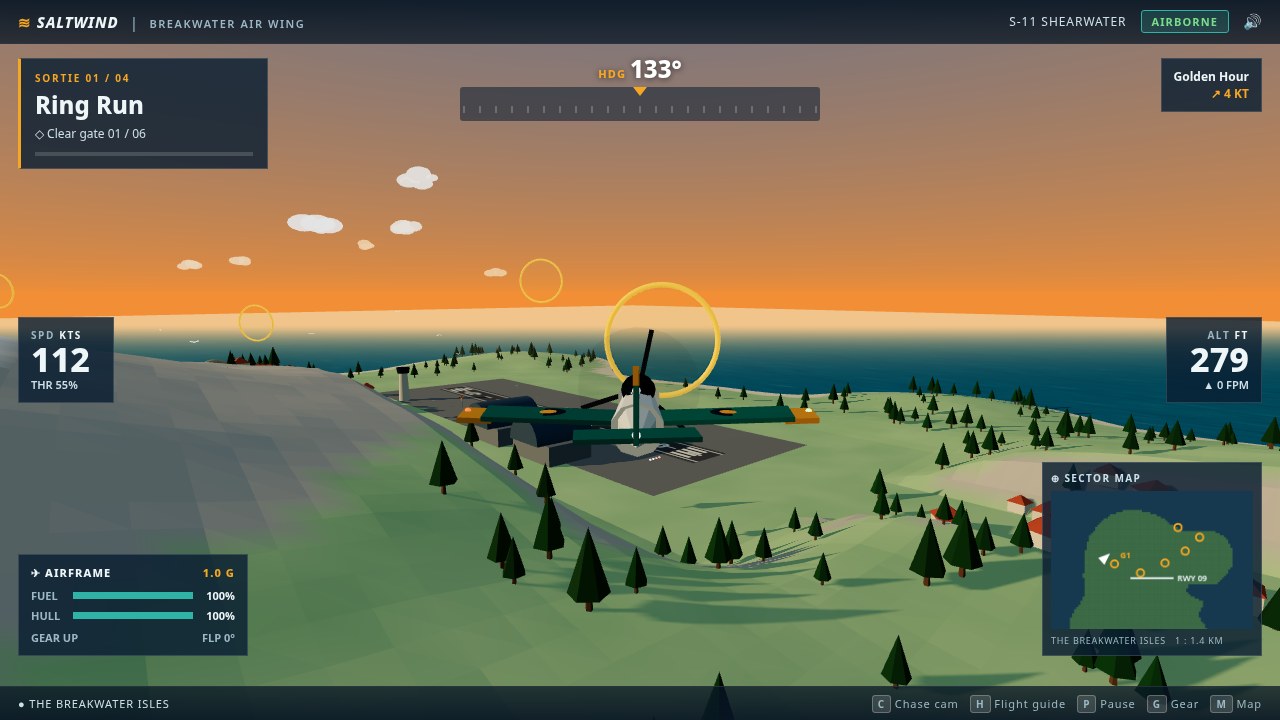 ≋ SALTWIND | BREAKWATER AIR WING
S-11 SHEARWATER AIRBORNE
SORTIE 01 / 04
Ring Run
◇ Clear gate 01 / 06
HDG 133°
Golden Hour
↗ 4 KT
SPD KTS
112
THR 55%
ALT FT
279
▲ 0 FPM
⊕ SECTOR MAP
G1
RWY 09
THE BREAKWATER ISLES 1 : 1.4 KM
✈ AIRFRAME 1.0 G
FUEL 100%
HULL 100%
GEAR UP FLP 0°
● THE BREAKWATER ISLES
C Chase cam H Flight guide P Pause G Gear M Map